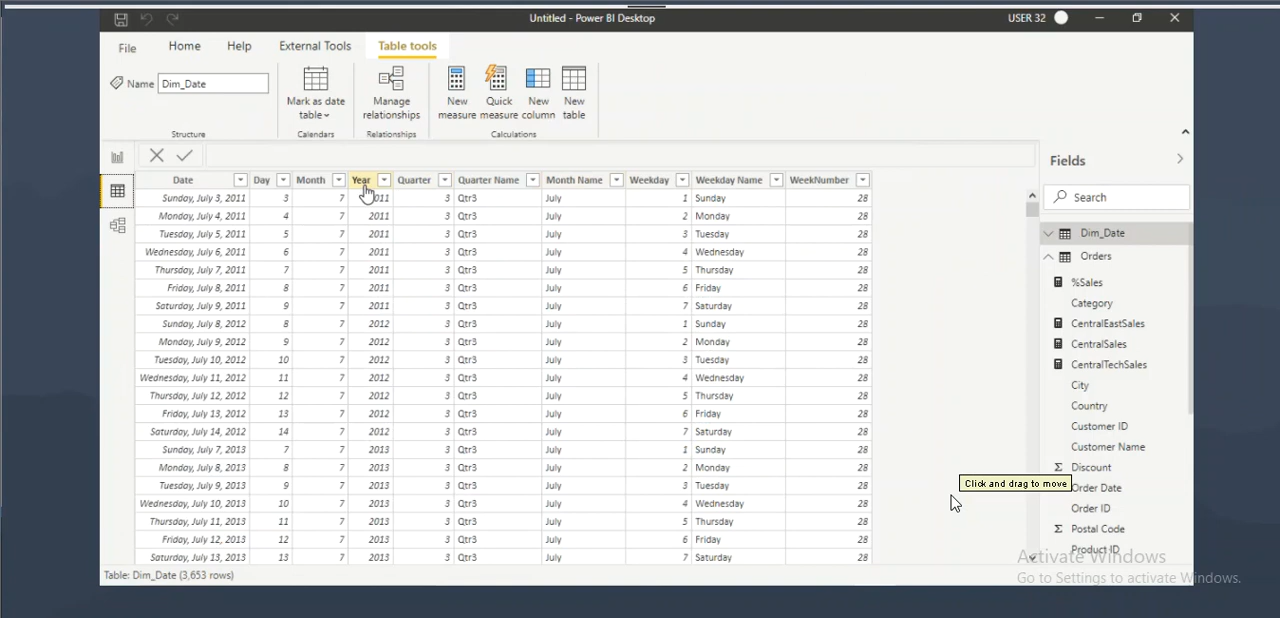 Untitled - Power BI Desktop USER 32
File Home Help External Tools Table tools
Name Dim_Date
Mark as date table Manage relationships New measure Quick measure New column New table
Structure Calendars Relationships Calculations
Date Day Month Year Quarter Quarter Name Month Name Weekday Weekday Name WeekNumber
Sunday, July 3, 2011 3 7 2011 3 Qtr3 July 1 Sunday 28
Monday, July 4, 2011 4 7 2011 3 Qtr3 July 2 Monday 28
Tuesday, July 5, 2011 5 7 2011 3 Qtr3 July 3 Tuesday 28
Wednesday, July 6, 2011 6 7 2011 3 Qtr3 July 4 Wednesday 28
Thursday, July 7, 2011 7 7 2011 3 Qtr3 July 5 Thursday 28
Friday, July 8, 2011 8 7 2011 3 Qtr3 July 6 Friday 28
Saturday, July 9, 2011 9 7 2011 3 Qtr3 July 7 Saturday 28
Sunday, July 8, 2012 8 7 2012 3 Qtr3 July 1 Sunday 28
Monday, July 9, 2012 9 7 2012 3 Qtr3 July 2 Monday 28
Tuesday, July 10, 2012 10 7 2012 3 Qtr3 July 3 Tuesday 28
Wednesday, July 11, 2012 11 7 2012 3 Qtr3 July 4 Wednesday 28
Thursday, July 12, 2012 12 7 2012 3 Qtr3 July 5 Thursday 28
Friday, July 13, 2012 13 7 2012 3 Qtr3 July 6 Friday 28
Saturday, July 14, 2012 14 7 2012 3 Qtr3 July 7 Saturday 28
Sunday, July 7, 2013 7 7 2013 3 Qtr3 July 1 Sunday 28
Monday, July 8, 2013 8 7 2013 3 Qtr3 July 2 Monday 28
Tuesday, July 9, 2013 9 7 2013 3 Qtr3 July 3 Tuesday 28
Wednesday, July 10, 2013 10 7 2013 3 Qtr3 July 4 Wednesday 28
Thursday, July 11, 2013 11 7 2013 3 Qtr3 July 5 Thursday 28
Friday, July 12, 2013 12 7 2013 3 Qtr3 July 6 Friday 28
Saturday, July 13, 2013 13 7 2013 3 Qtr3 July 7 Saturday 28
Table: Dim_Date (3,653 rows)
Fields
Search
Dim_Date
Orders
%Sales
Category
CentralEastSales
CentralSales
CentralTechSales
City
Country
Customer ID
Customer Name
Σ Discount
Click and drag to move
Order Date
Order ID
Σ Postal Code
Product ID
Activate Windows
Go to Settings to activate Windows.